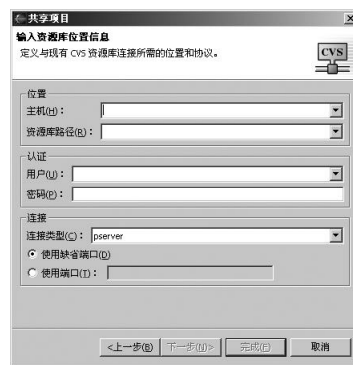 共享项目
输入资源库位置信息
定义与现有 CVS 资源库连接所需的位置和协议。
CVS
位置
主机(H):
资源库路径(R):
认证
用户(U):
密码(P):
连接
连接类型(C): pserver
使用缺省端口(D)
使用端口(T):
<上一步(B) 下一步(N)> 完成(F) 取消